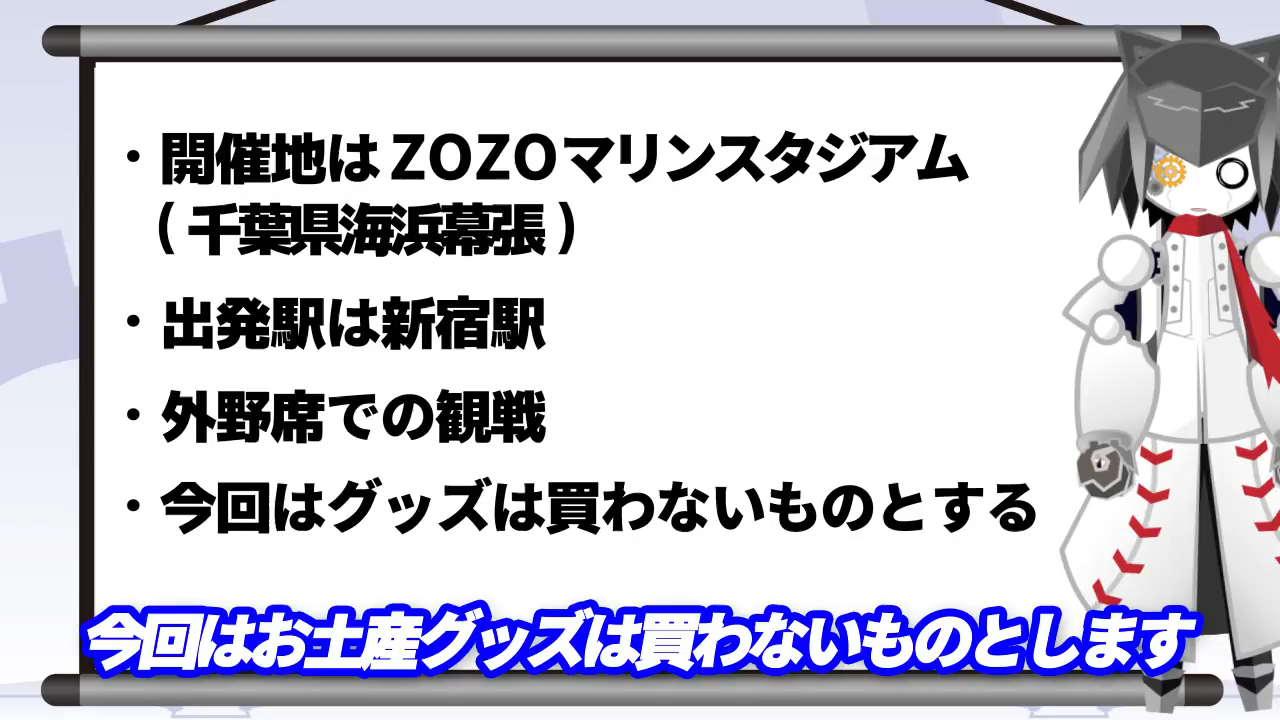 ・開催地はZOZOマリンスタジアム
(千葉県海浜幕張)
・出発駅は新宿駅
・外野席での観戦
・今回はグッズは買わないものとする
今回はお土産グッズは買わないものとします